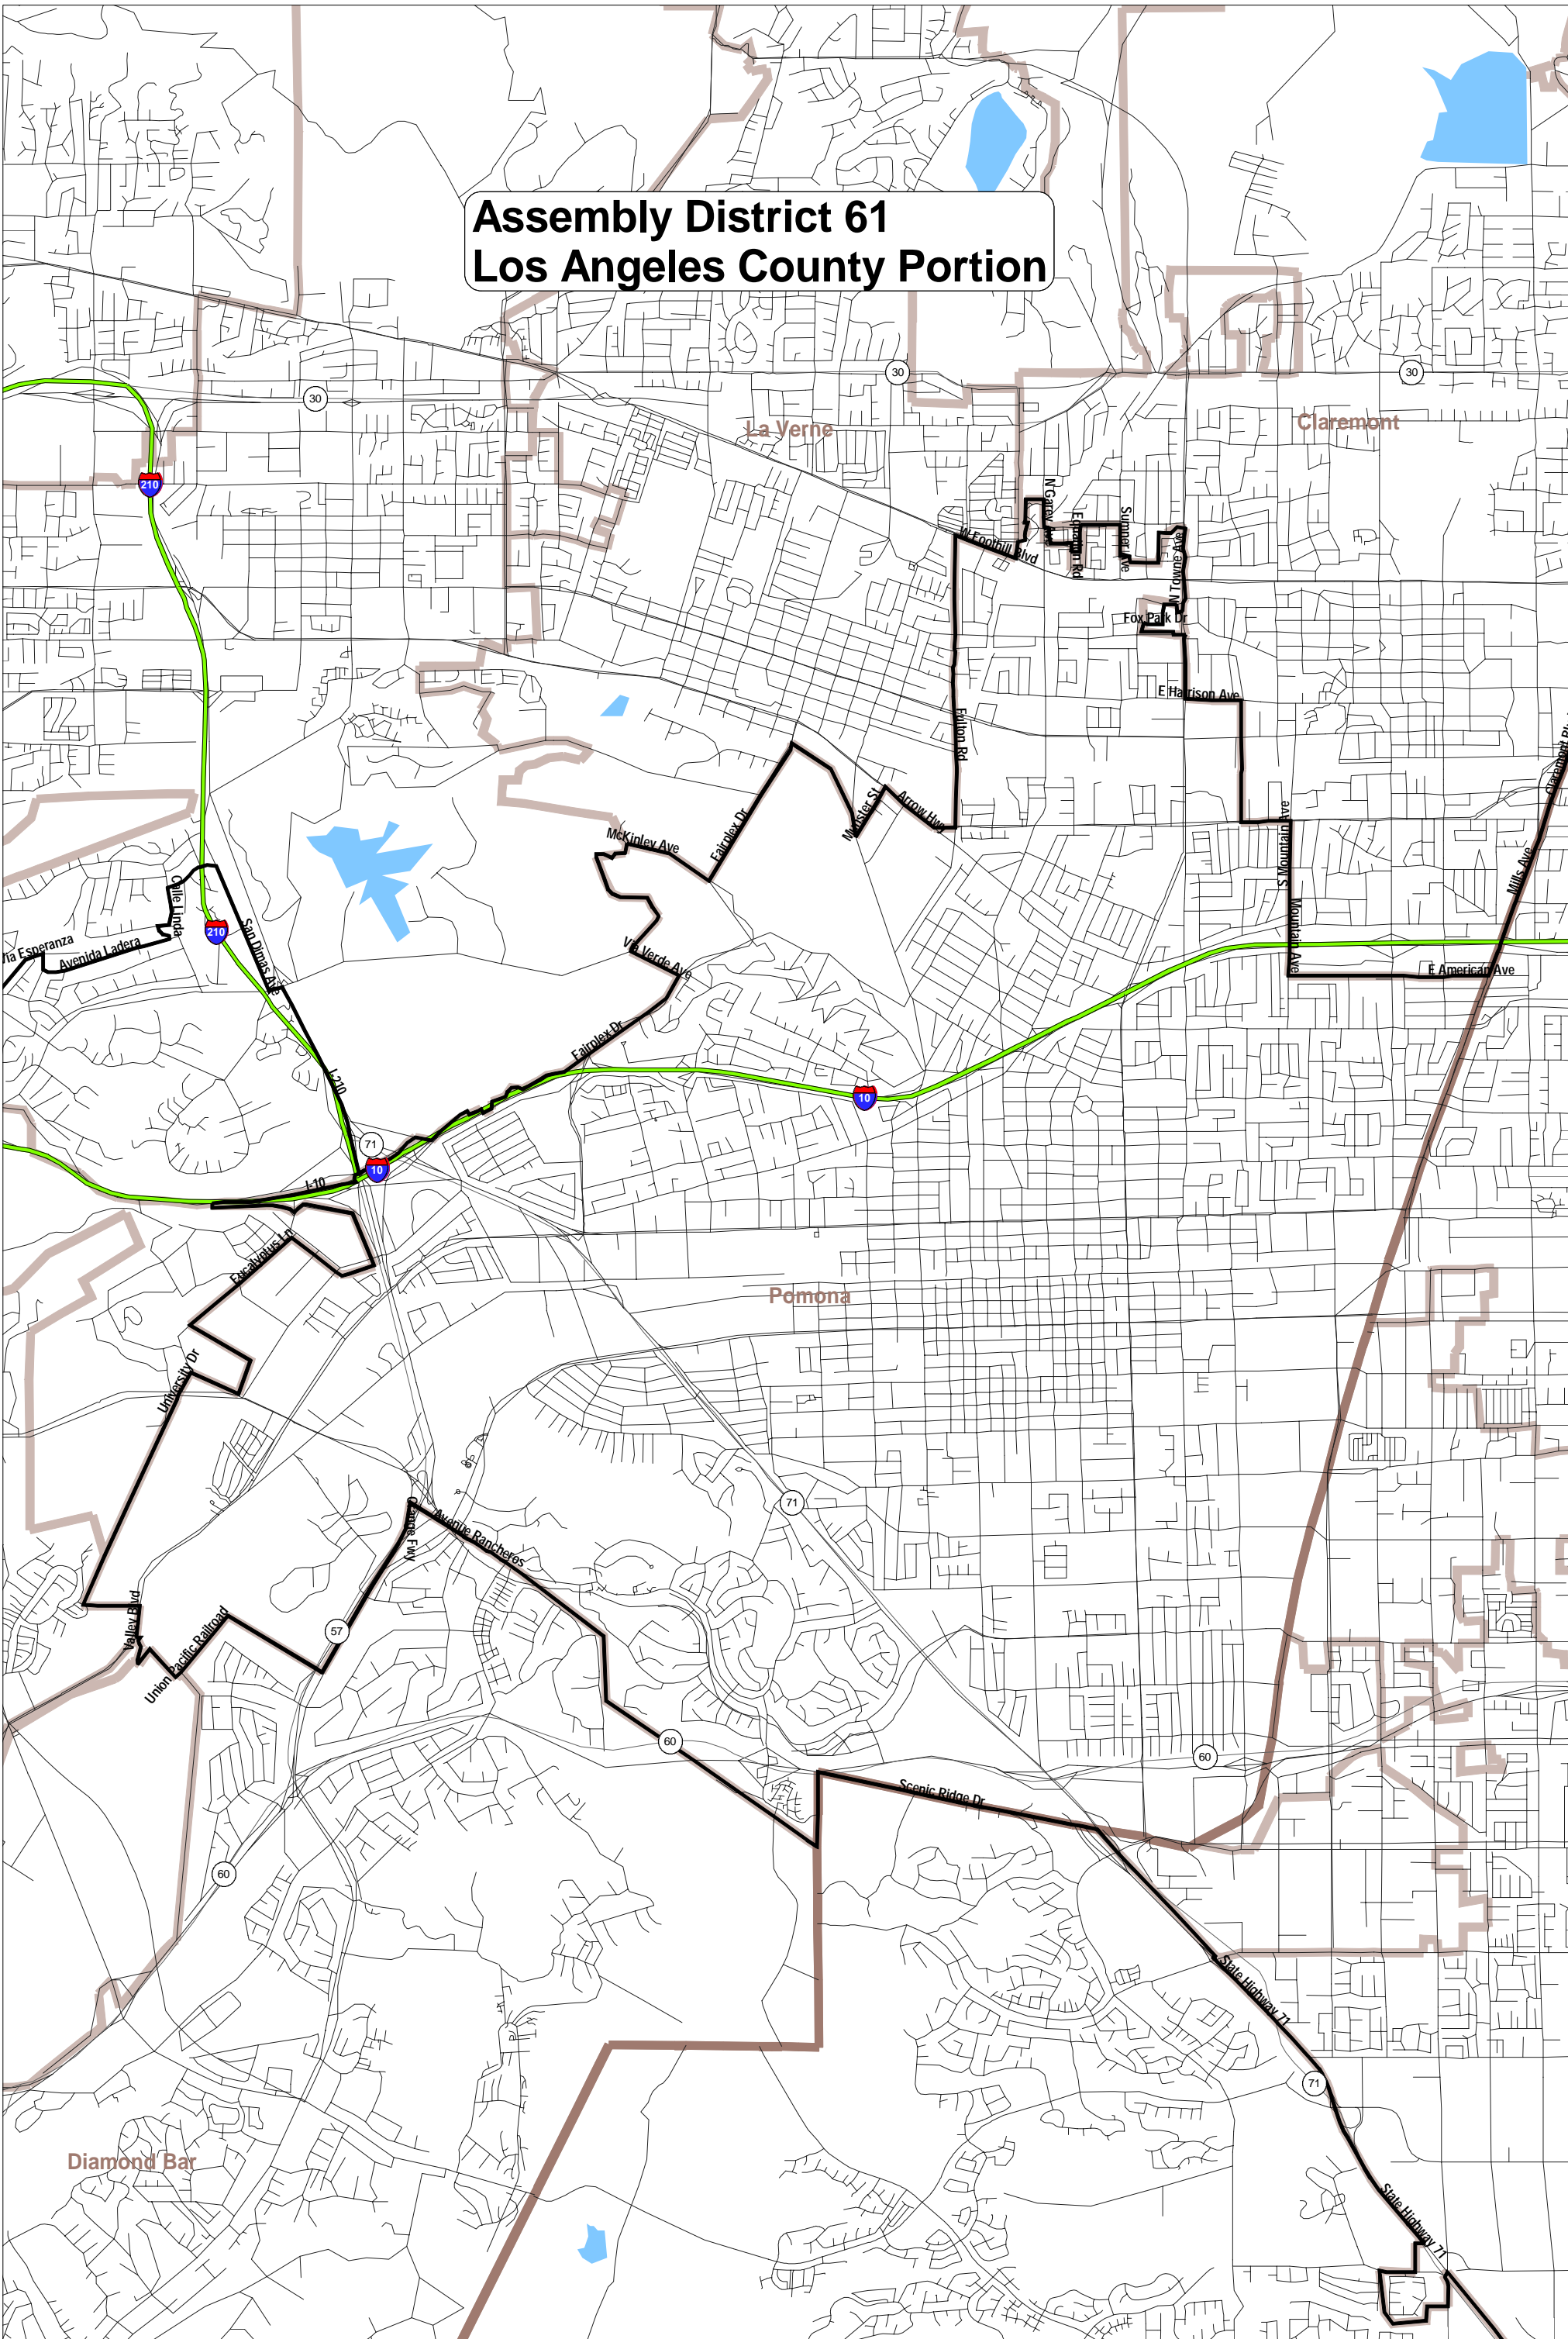 Assembly District 61
Los Angeles County Portion
30
30
30
La Verne
Claremont
210
N Garey Ave
Sumner Ave
W Foothill Blvd
N Towne Ave
Fox Park Dr
E Harrison Ave
Fulton Rd
Fairplex Dr
Arrow Hwy
McKinley Ave
S Mountain Ave
Mills Ave
Calle Linda
210
San Dimas Ave
Via Esperanza
Avenida Ladera
Mountain Ave
Via Verde Ave
E American Ave
Fairplex Dr
I-210
10
71
10
I-10
Eucalyptus Ln
Pomona
University Dr
71
Orange Fwy
Avenue Rancheros
Valley Blvd
57
Union Pacific Railroad
60
60
Scenic Ridge Dr
60
State Highway 71
71
Diamond Bar
State Highway 71